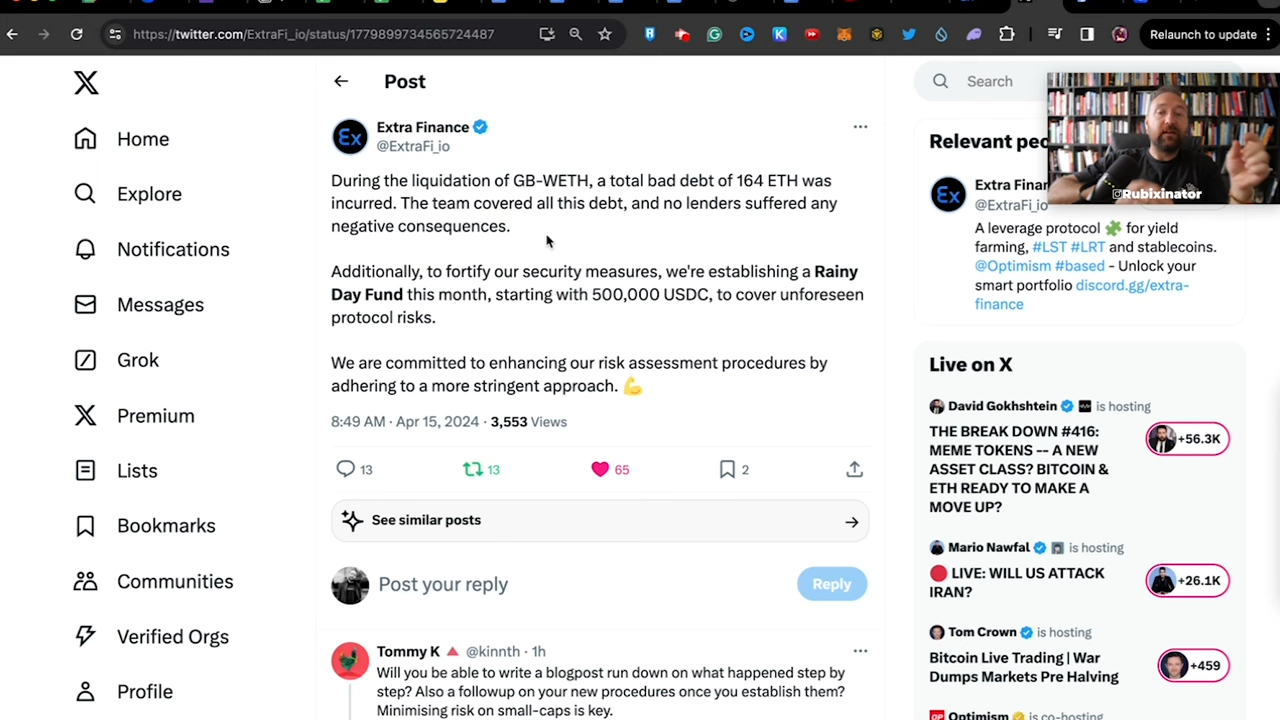 https://twitter.com/ExtraFi_io/status/1779899734565724487
Relaunch to update
Home
Explore
Notifications
Messages
Grok
Premium
Lists
Bookmarks
Communities
Verified Orgs
Profile
Post
Ex
Extra Finance
@ExtraFi_io
During the liquidation of GB-WETH, a total bad debt of 164 ETH was
incurred. The team covered all this debt, and no lenders suffered any
negative consequences.
Additionally, to fortify our security measures, we're establishing a Rainy
Day Fund this month, starting with 500,000 USDC, to cover unforeseen
protocol risks.
We are committed to enhancing our risk assessment procedures by
adhering to a more stringent approach. 💪
8:49 AM · Apr 15, 2024 · 3,553 Views
13
13
65
2
See similar posts
Post your reply
Reply
Tommy K 🔺 @kinnth · 1h
Will you be able to write a blogpost run down on what happened step by
step? Also a followup on your new procedures once you establish them?
Minimising risk on small-caps is key.
Search
Relevant peo
Rubixinator
Ex
Extra Finan
@ExtraFi_io
A leverage protocol 🧩 for yield
farming, #LST #LRT and stablecoins.
@Optimism #based - Unlock your
smart portfolio discord.gg/extra-
finance
Live on X
David Gokhshtein is hosting
THE BREAK DOWN #416:
MEME TOKENS -- A NEW
ASSET CLASS? BITCOIN &
ETH READY TO MAKE A
MOVE UP?
+56.3K
Mario Nawfal is hosting
🔴 LIVE: WILL US ATTACK
IRAN?
+26.1K
Tom Crown is hosting
Bitcoin Live Trading | War
Dumps Markets Pre Halving
+459
Optimism is co-hosting